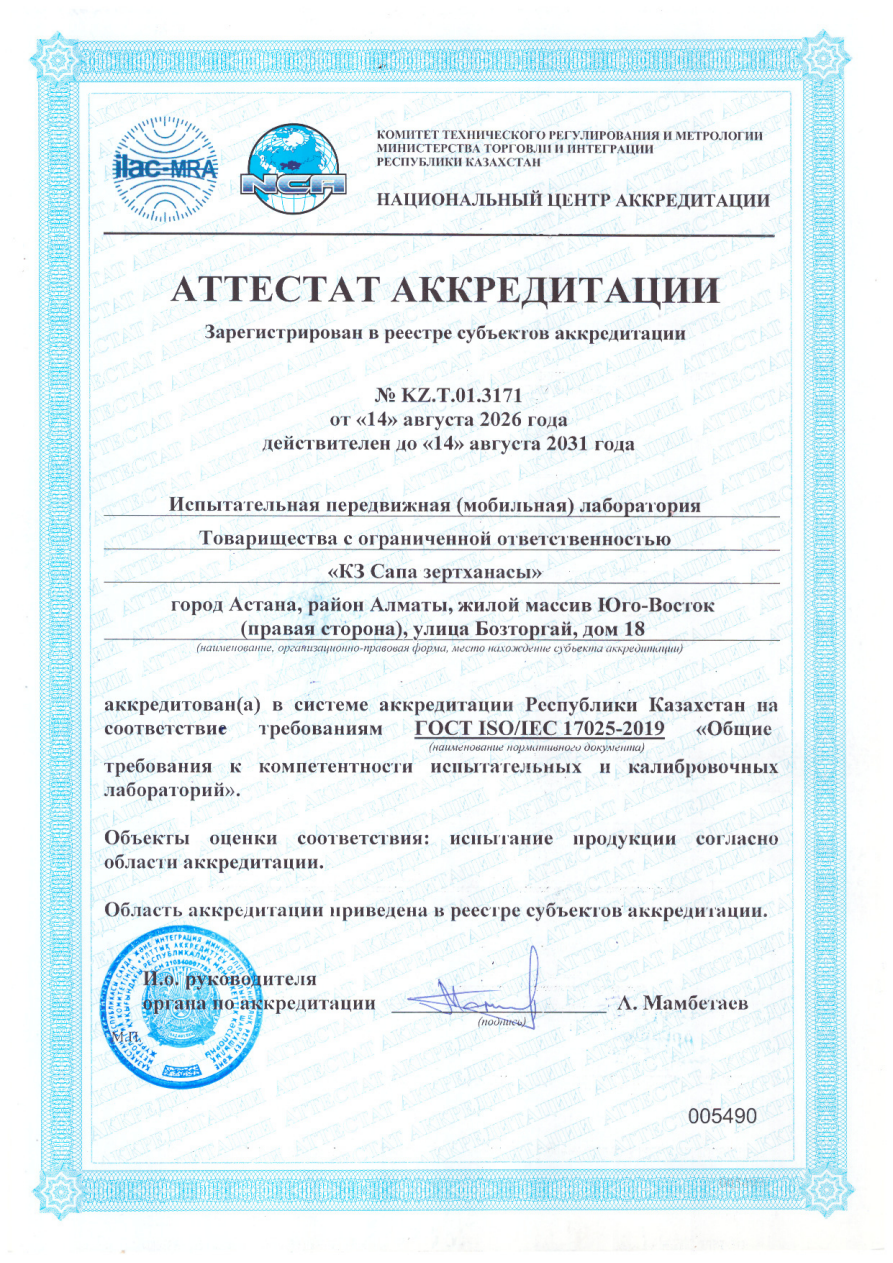 ilac-MRA
NCA
КОМИТЕТ ТЕХНИЧЕСКОГО РЕГУЛИРОВАНИЯ И МЕТРОЛОГИИ
МИНИСТЕРСТВА ТОРГОВЛИ И ИНТЕГРАЦИИ
РЕСПУБЛИКИ КАЗАХСТАН
НАЦИОНАЛЬНЫЙ ЦЕНТР АККРЕДИТАЦИИ
АТТЕСТАТ АККРЕДИТАЦИИ
Зарегистрирован в реестре субъектов аккредитации
№ KZ.T.01.3171
от «14» августа 2026 года
действителен до «14» августа 2031 года
Испытательная передвижная (мобильная) лаборатория
Товарищества с ограниченной ответственностью
«КЗ Сапа зертханасы»
город Астана, район Алматы, жилой массив Юго-Восток
(правая сторона), улица Бозторгай, дом 18
(наименование, организационно-правовая форма, место нахождение субъекта аккредитации)
аккредитован(а) в системе аккредитации Республики Казахстан на
соответствие требованиям ГОСТ ISO/IEC 17025-2019 «Общие
(наименование нормативного документа)
требования к компетентности испытательных и калибровочных
лабораторий».
Объекты оценки соответствия: испытание продукции согласно
области аккредитации.
Область аккредитации приведена в реестре субъектов аккредитации.
И.о. руководителя
органа по аккредитации
А. Мамбетаев
(подпись)
М.П.
005490